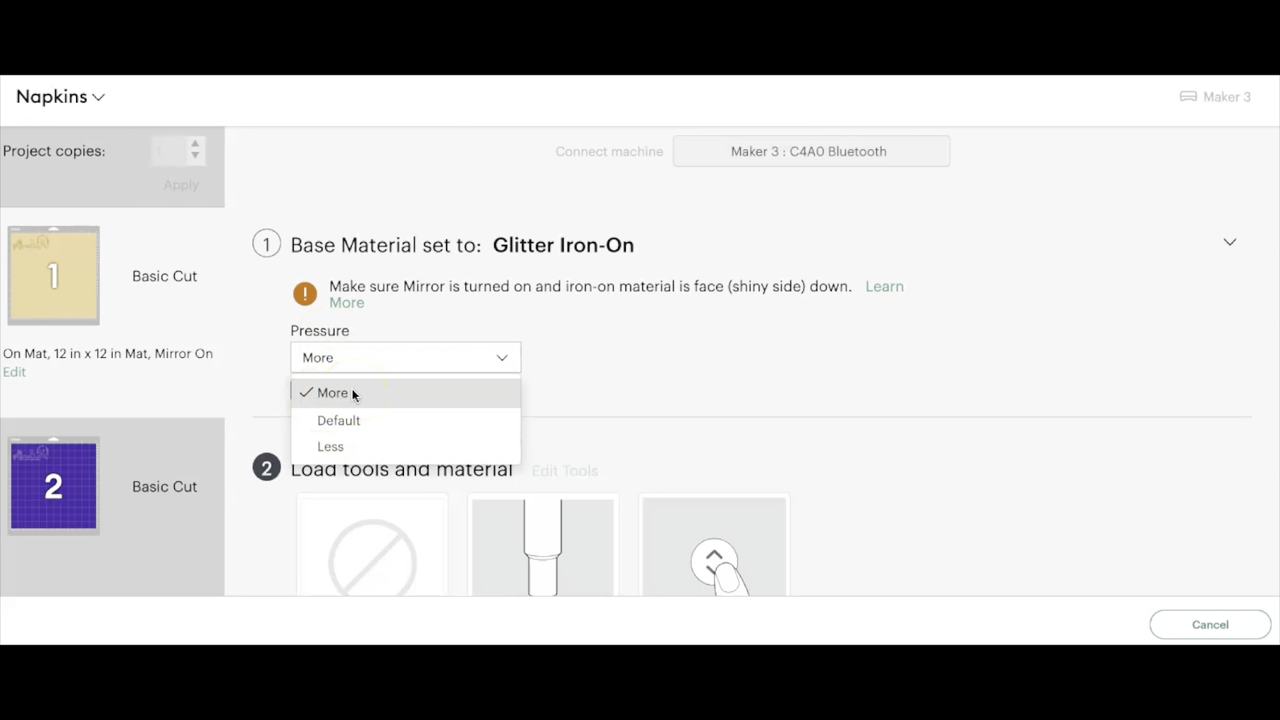 Napkins
Maker 3
Project copies:
Apply
Connect machine
Maker 3 : C4A0 Bluetooth
1
Basic Cut
On Mat, 12 in x 12 in Mat, Mirror On
Edit
2
Basic Cut
1 Base Material set to: Glitter Iron-On
! Make sure Mirror is turned on and iron-on material is face (shiny side) down. Learn
More
Pressure
More
More
Default
Less
2 Load tools and material Edit Tools
Cancel